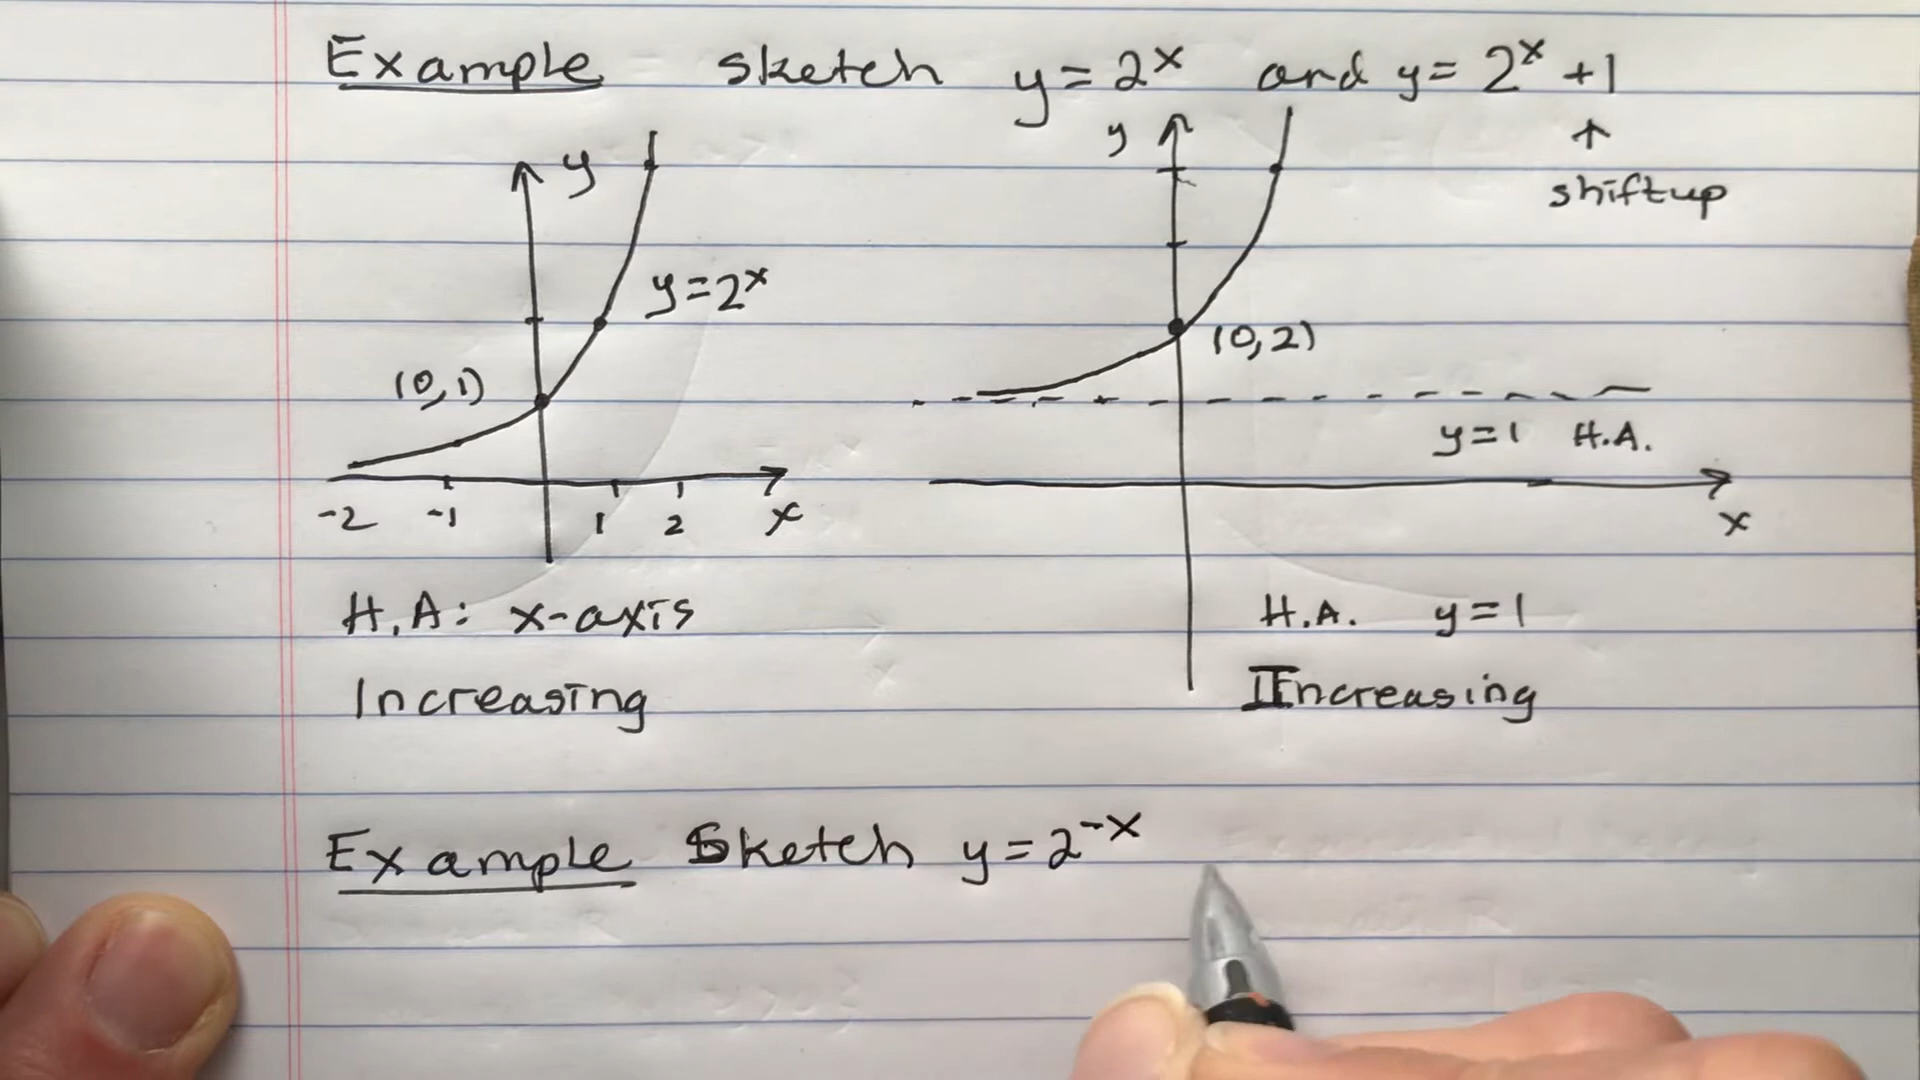 Example sketch y = 2^x and y = 2^x + 1
↑
shift up
y
y = 2^x
(0,1)
-2 -1 1 2 x
H.A: x-axis
Increasing
y
(0,2)
y = 1 H.A.
x
H.A. y = 1
Increasing
Example Sketch y = 2^-x